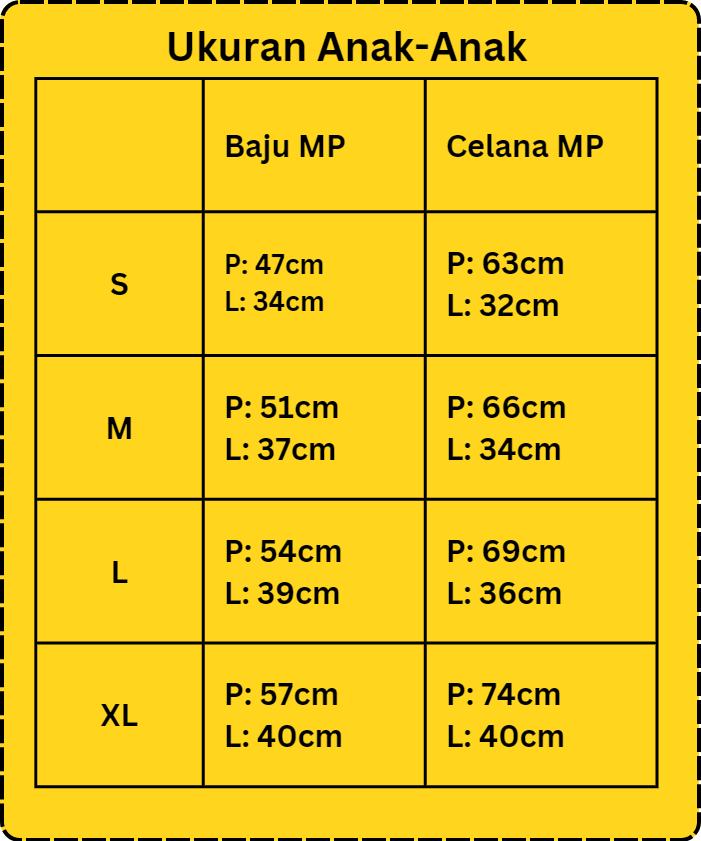 Ukuran Anak-Anak
Baju MP
Celana MP
S
P: 47cm
L: 34cm
P: 63cm
L: 32cm
M
P: 51cm
L: 37cm
P: 66cm
L: 34cm
L
P: 54cm
L: 39cm
P: 69cm
L: 36cm
XL
P: 57cm
L: 40cm
P: 74cm
L: 40cm